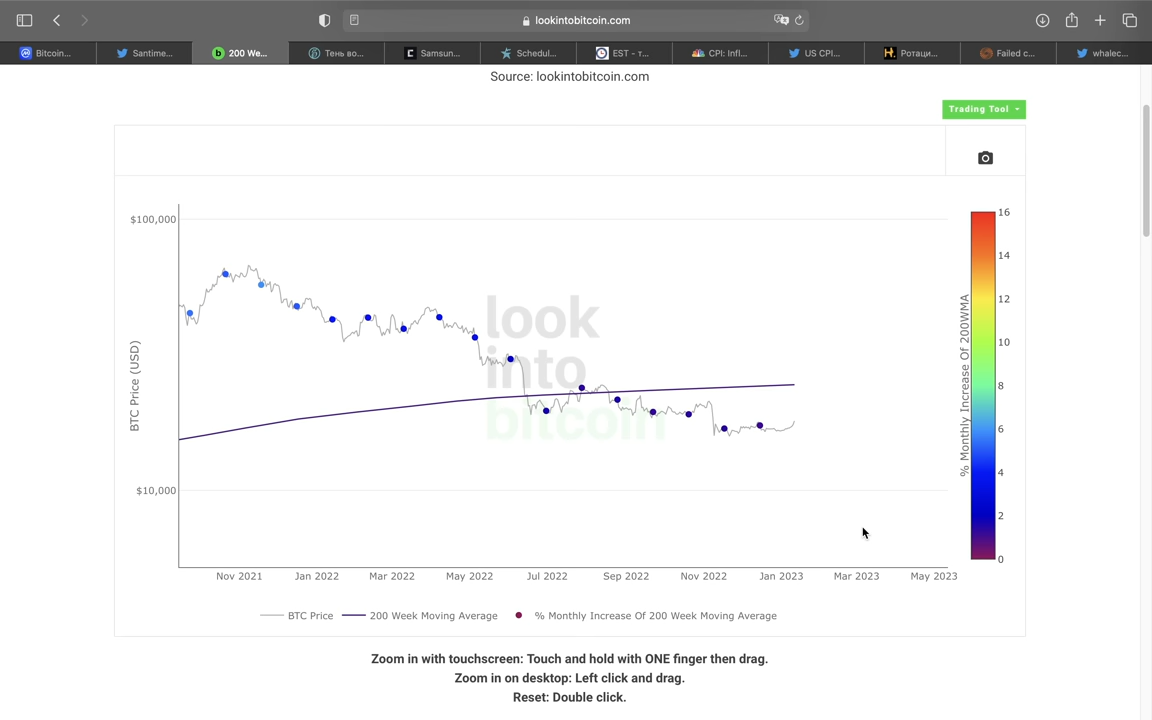 lookintobitcoin.com
Bitcoin...
Santime...
200 We...
Тень во...
Samsun...
Schedul...
EST - т...
CPI: Infl...
US CPI...
Ротаци...
Failed c...
whalec...
Source: lookintobitcoin.com
Trading Tool
$100,000
$10,000
BTC Price (USD)
look
into
bitcoin
16
14
12
10
8
6
4
2
0
% Monthly Increase Of 200WMA
Nov 2021
Jan 2022
Mar 2022
May 2022
Jul 2022
Sep 2022
Nov 2022
Jan 2023
Mar 2023
May 2023
BTC Price
200 Week Moving Average
% Monthly Increase Of 200 Week Moving Average
Zoom in with touchscreen: Touch and hold with ONE finger then drag.
Zoom in on desktop: Left click and drag.
Reset: Double click.